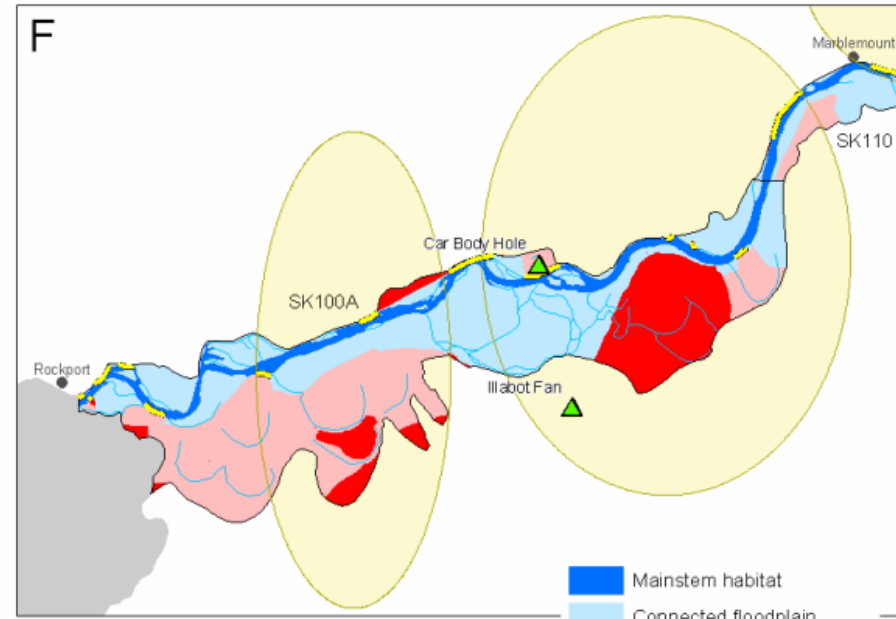 F
Marblemount
SK110
Car Body Hole
SK100A
Rockport
Illabot Fan
Mainstem habitat
Connected floodplain